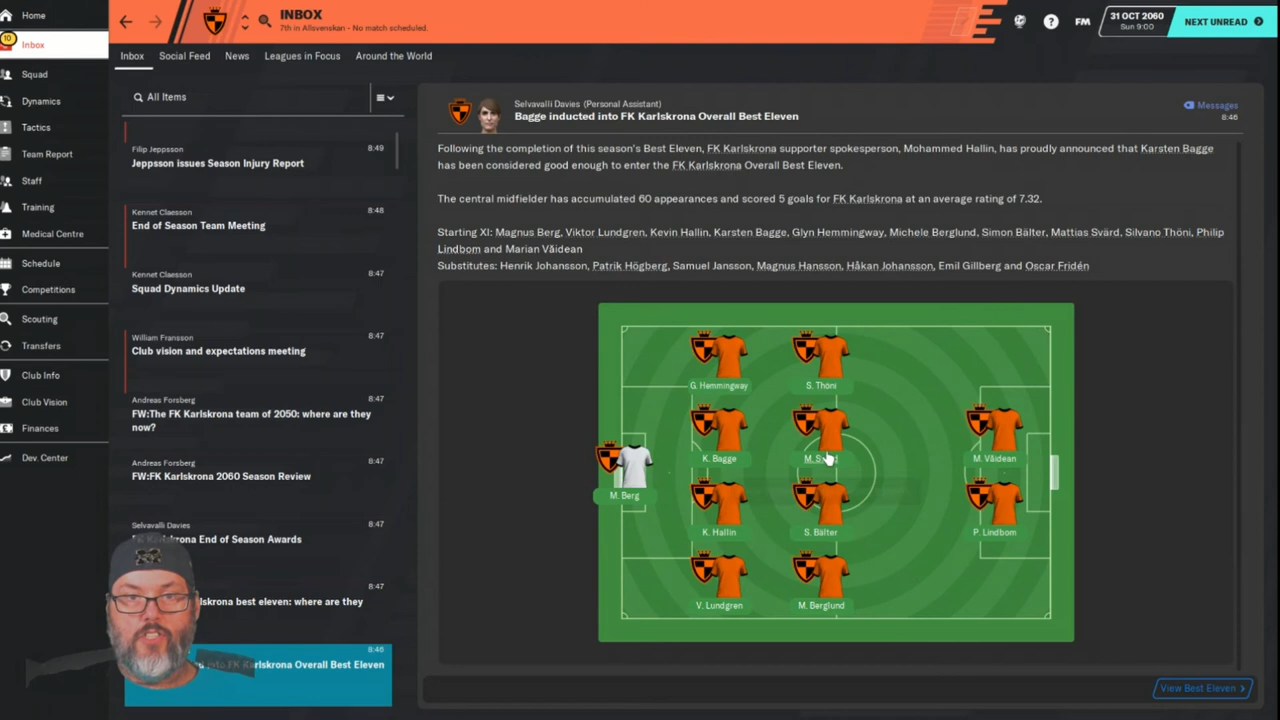 Home
10
Inbox
Squad
Dynamics
Tactics
Team Report
Staff
Training
Medical Centre
Schedule
Competitions
Scouting
Transfers
Club Info
Club Vision
Finances
Dev. Center
INBOX
7th in Allsvenskan - No match scheduled.
?
FM
31 OCT 2060
Sun 9:00
NEXT UNREAD
Inbox
Social Feed
News
Leagues in Focus
Around the World
All Items
Filip Jeppsson
8:49
Jeppsson issues Season Injury Report
Kennet Claesson
8:48
End of Season Team Meeting
Kennet Claesson
8:47
Squad Dynamics Update
William Fransson
8:47
Club vision and expectations meeting
Andreas Forsberg
8:47
FW:The FK Karlskrona team of 2050: where are they
now?
Andreas Forsberg
8:47
FW:FK Karlskrona 2060 Season Review
Selvavalli Davies
8:47
Karlskrona End of Season Awards
8:47
best eleven: where are they
8:46
into FK Karlskrona Overall Best Eleven
Selvavalli Davies (Personal Assistant)
Bagge inducted into FK Karlskrona Overall Best Eleven
Messages
8:46
Following the completion of this season's Best Eleven, FK Karlskrona supporter spokesperson, Mohammed Hallin, has proudly announced that Karsten Bagge
has been considered good enough to enter the FK Karlskrona Overall Best Eleven.
The central midfielder has accumulated 60 appearances and scored 5 goals for FK Karlskrona at an average rating of 7.32.
Starting XI: Magnus Berg, Viktor Lundgren, Kevin Hallin, Karsten Bagge, Glyn Hemmingway, Michele Berglund, Simon Bälter, Mattias Svärd, Silvano Thöni, Philip
Lindbom and Marian Văidean
Substitutes: Henrik Johansson, Patrik Högberg, Samuel Jansson, Magnus Hansson, Håkan Johansson, Emil Gillberg and Oscar Fridén
G. Hemmingway
S. Thöni
K. Bagge
M. Văidean
M. Berg
K. Hallin
S. Bälter
P. Lindbom
V. Lundgren
M. Berglund
View Best Eleven